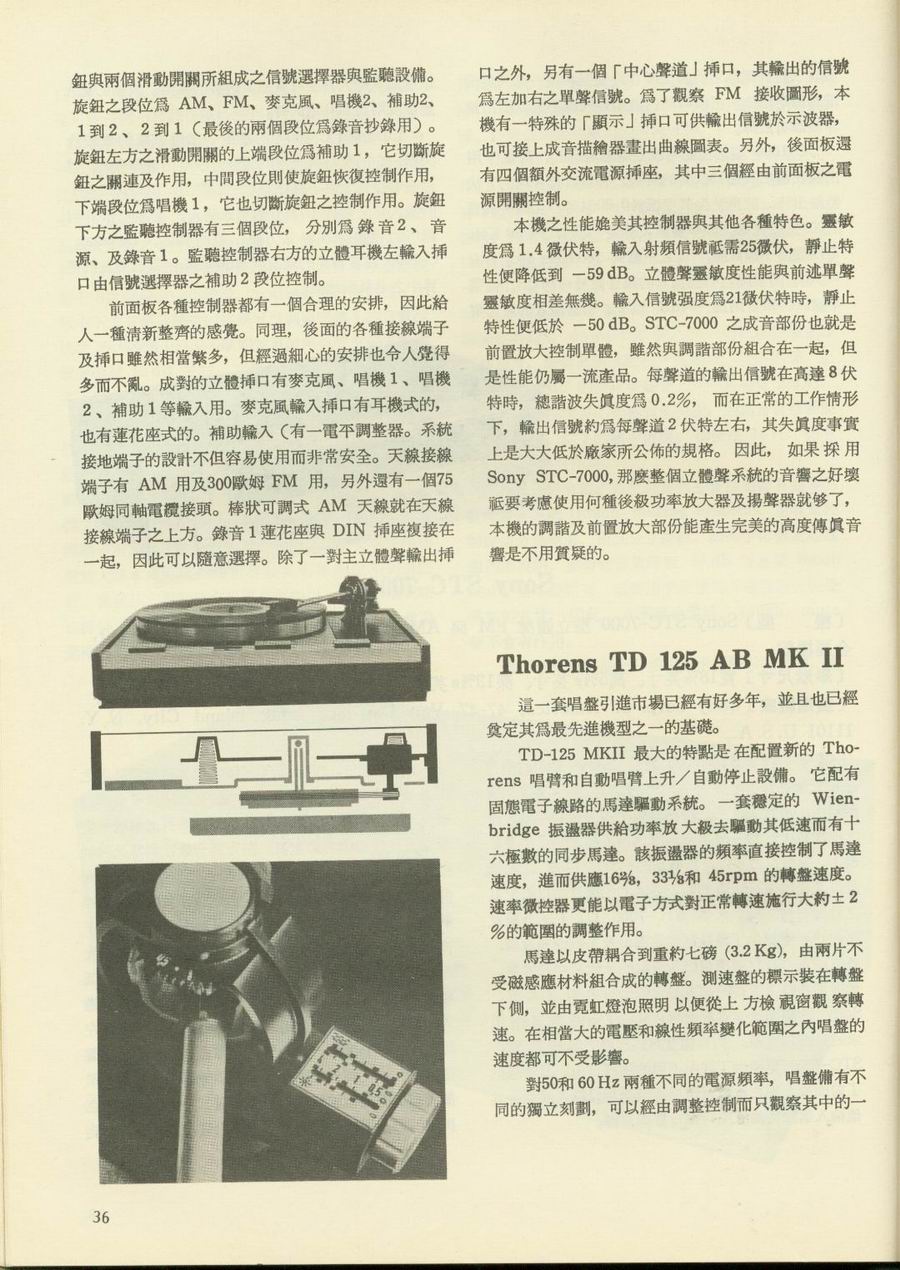 鈕與兩個滑動開關所組成之信號選擇器與監聽設備。
旋鈕之段位爲 AM、FM、麥克風、唱機2、補助2、
1到2、2到1（最後的兩個段位爲錄音抄錄用）。
旋鈕左方之滑動開關的上端段位爲補助1，它切斷旋
鈕之關連及作用，中間段位則使旋鈕恢復控制作用，
下端段位爲唱機1，它也切斷旋鈕之控制作用。旋鈕
下方之監聽控制器有三個段位， 分別爲 錄 音2、 音
源、及錄音1。監聽控制器右方的立體耳機左輸入挿
口由信號選擇器之補助2段位控制。
前面板各種控制器都有一個合理的安排，因此給
人一種淸新整齊的感覺。同理，後面的各種接線端子
及挿口雖然相當繁多，但經過細心的安排也令人覺得
多而不亂。成對的立體挿口有麥克風、唱機1、唱機
2、補助1等輸入用。麥克風輸入挿口有耳機式的，
也有蓮花座式的。補助輸入（有一電平調整器。系統
接地端子的設計不但容易使用而非常安全。天線接線
端子有 AM 用及300歐姆 FM 用，另外還有一個75
歐姆同軸電纜接頭。棒狀可調式 AM 天線就在天線
接線端子之上方。錄音1蓮花座與 DIN 挿座複接在
一起，因此可以隨意選擇。除了一對主立體聲輸出挿
口之外，另有一個「中心聲道」挿口，其輸出的信號
爲左加右之單聲信號。爲了觀察 FM 接收圖形，本
機有一特殊的「顯示」挿口可供輸出信號於示波器，
也可接上成音描繪器畫出曲線圖表。另外，後面板還
有四個額外交流電源挿座，其中三個經由前面板之電
源開關控制。
本機之性能媲美其控制器與其他各種特色。靈敏
度爲1.4微伏特，輸入射頻信號祗需25微伏，靜止特
性便降低到 －59 dB。立體聲靈敏度性能與前述單聲
靈敏度相差無幾。輸入信號强度爲21微伏特時，靜止
特性便低於 －50 dB。STC-7000 之成音部份也就是
前置放大控制單體，雖然與調諧部份組合在一起，但
是性能仍屬一流產品。每聲道的輸出信號在高達8伏
特時，總諧波失眞度爲0.2%， 而在正常的工作情形
下，輸出信號約爲每聲道2伏特左右，其失眞度事實
上是大大低於廠家所公佈的規格。 因此， 如果 採 用
Sony STC-7000,那麽整個立體聲系統的音響之好壞
祗要考慮使用何種後級功率放大器及揚聲器就够了，
本機的調諧及前置放大部份能產生完美的高度傳眞音
響是不用質疑的。
Thorens TD 125 AB MK II
這一套唱盤引進市場已經有好多年，並且也已經
奠定其爲最先進機型之一的基礎。
TD-125 MKII 最大的特點是 在配置新的 Tho-
rens 唱臂和自動唱臂上升／自動停止設備。 它配有
固態電子線路的馬達驅動系統。 一套穩定的 Wien-
bridge 振盪器供給功率放 大級去驅動其低速而有十
六極數的同步馬達。該振盪器的頻率直接控制了馬達
速度，進而供應16⅔，33⅓和 45rpm 的轉盤速度。
速率微控器更能以電子方式對正常轉速施行大約±2
%的範圍的調整作用。
馬達以皮帶耦合到重約七磅 (3.2 Kg)，由兩片不
受磁感應材料組合成的轉盤。測速盤的標示裝在轉盤
下側，並由霓虹燈泡照明 以便從上 方檢 視窗觀 察轉
速。在相當大的電壓和線性頻率變化範圍之內唱盤的
速度都可不受影響。
對50和 60 Hz 兩種不同的電源頻率，唱盤備有不
同的獨立刻劃，可以經由調整控制而只觀察其中的一
36